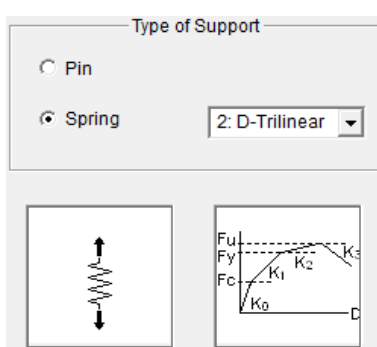 Type of Support
Pin
Spring
2: D-Trilinear
Fu
Fy
Fc
K0
K1
K2
K3
D